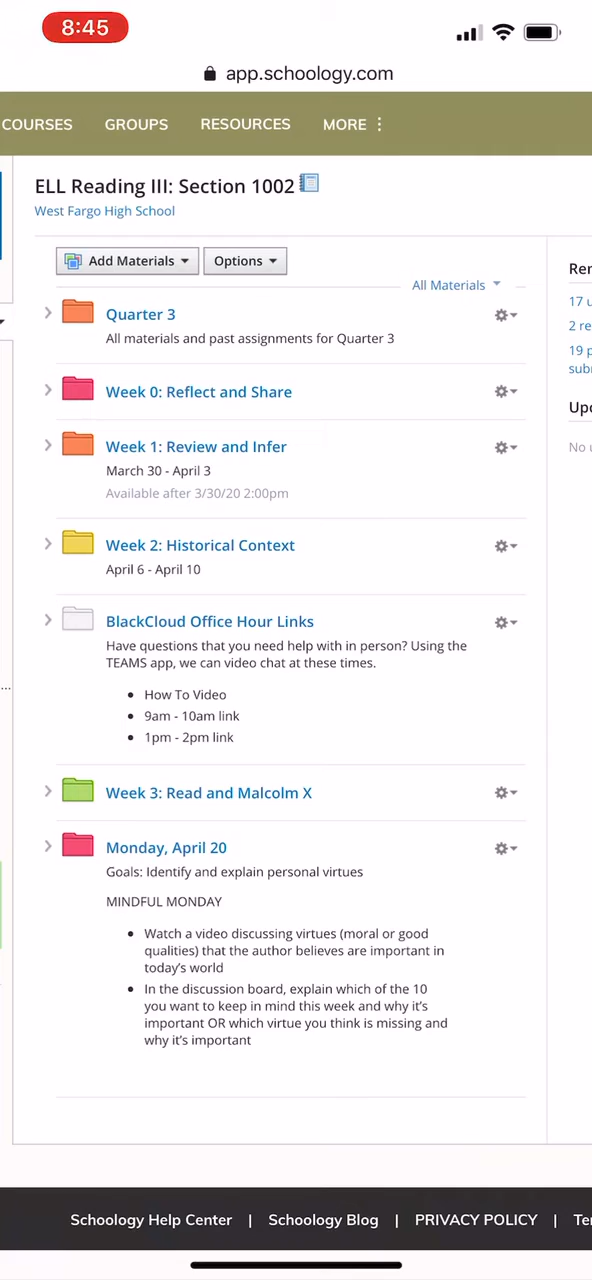 8:45
app.schoology.com
COURSES GROUPS RESOURCES MORE
ELL Reading III: Section 1002
West Fargo High School
Add Materials Options
All Materials
Quarter 3
All materials and past assignments for Quarter 3
Week 0: Reflect and Share
Week 1: Review and Infer
March 30 - April 3
Available after 3/30/20 2:00pm
Week 2: Historical Context
April 6 - April 10
BlackCloud Office Hour Links
Have questions that you need help with in person? Using the
TEAMS app, we can video chat at these times.
• How To Video
• 9am - 10am link
• 1pm - 2pm link
Week 3: Read and Malcolm X
Monday, April 20
Goals: Identify and explain personal virtues
MINDFUL MONDAY
• Watch a video discussing virtues (moral or good
qualities) that the author believes are important in
today's world
• In the discussion board, explain which of the 10
you want to keep in mind this week and why it's
important OR which virtue you think is missing and
why it's important
17
2
19
No
Schoology Help Center | Schoology Blog | PRIVACY POLICY |